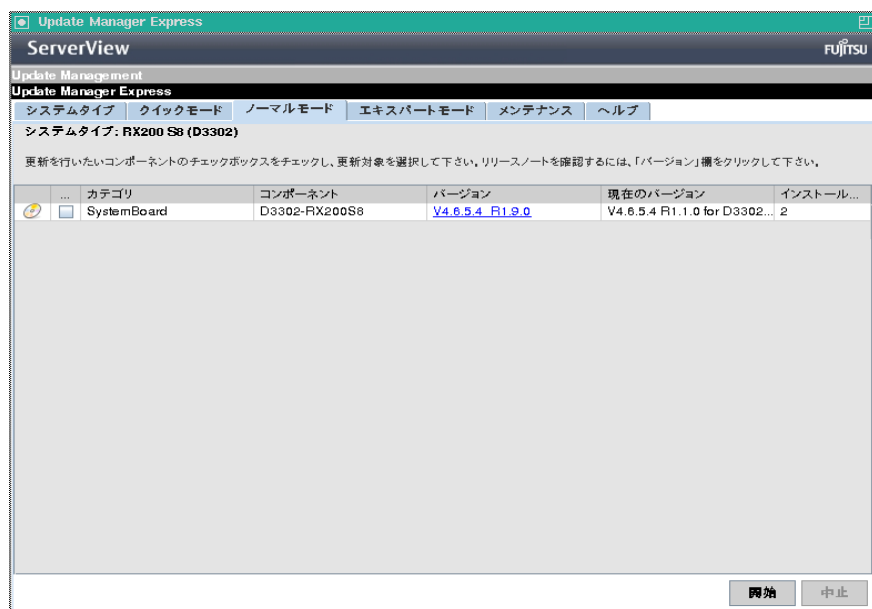 Update Manager Express
ServerView
FUJITSU
Update Management
Update Manager Express
システムタイプ クイックモード ノーマルモード エキスパートモード メンテナンス ヘルプ
システムタイプ: RX200 S8 (D3302)
更新を行いたいコンポーネントのチェックボックスをチェックし、更新対象を選択して下さい。リリースノートを確認するには、「バージョン」欄をクリックして下さい。
... カテゴリ コンポーネント バージョン 現在のバージョン インストール...
SystemBoard D3302-RX200S8 V4.6.5.4 R1.9.0 V4.6.5.4 R1.1.0 for D3302... 2
開始 中止